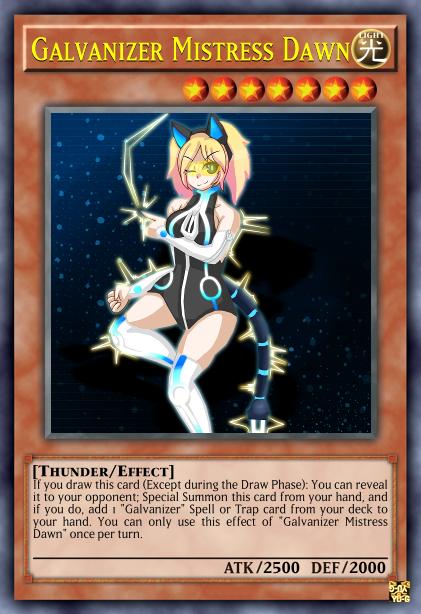 GALVANIZER MISTRESS DAWN
LIGHT
光
[THUNDER/EFFECT]
If you draw this card (Except during the Draw Phase): You can reveal
it to your opponent; Special Summon this card from your hand, and
if you do, add 1 "Galvanizer" Spell or Trap card from your deck to
your hand. You can only use this effect of "Galvanizer Mistress
Dawn" once per turn.
ATK/2500 DEF/2000